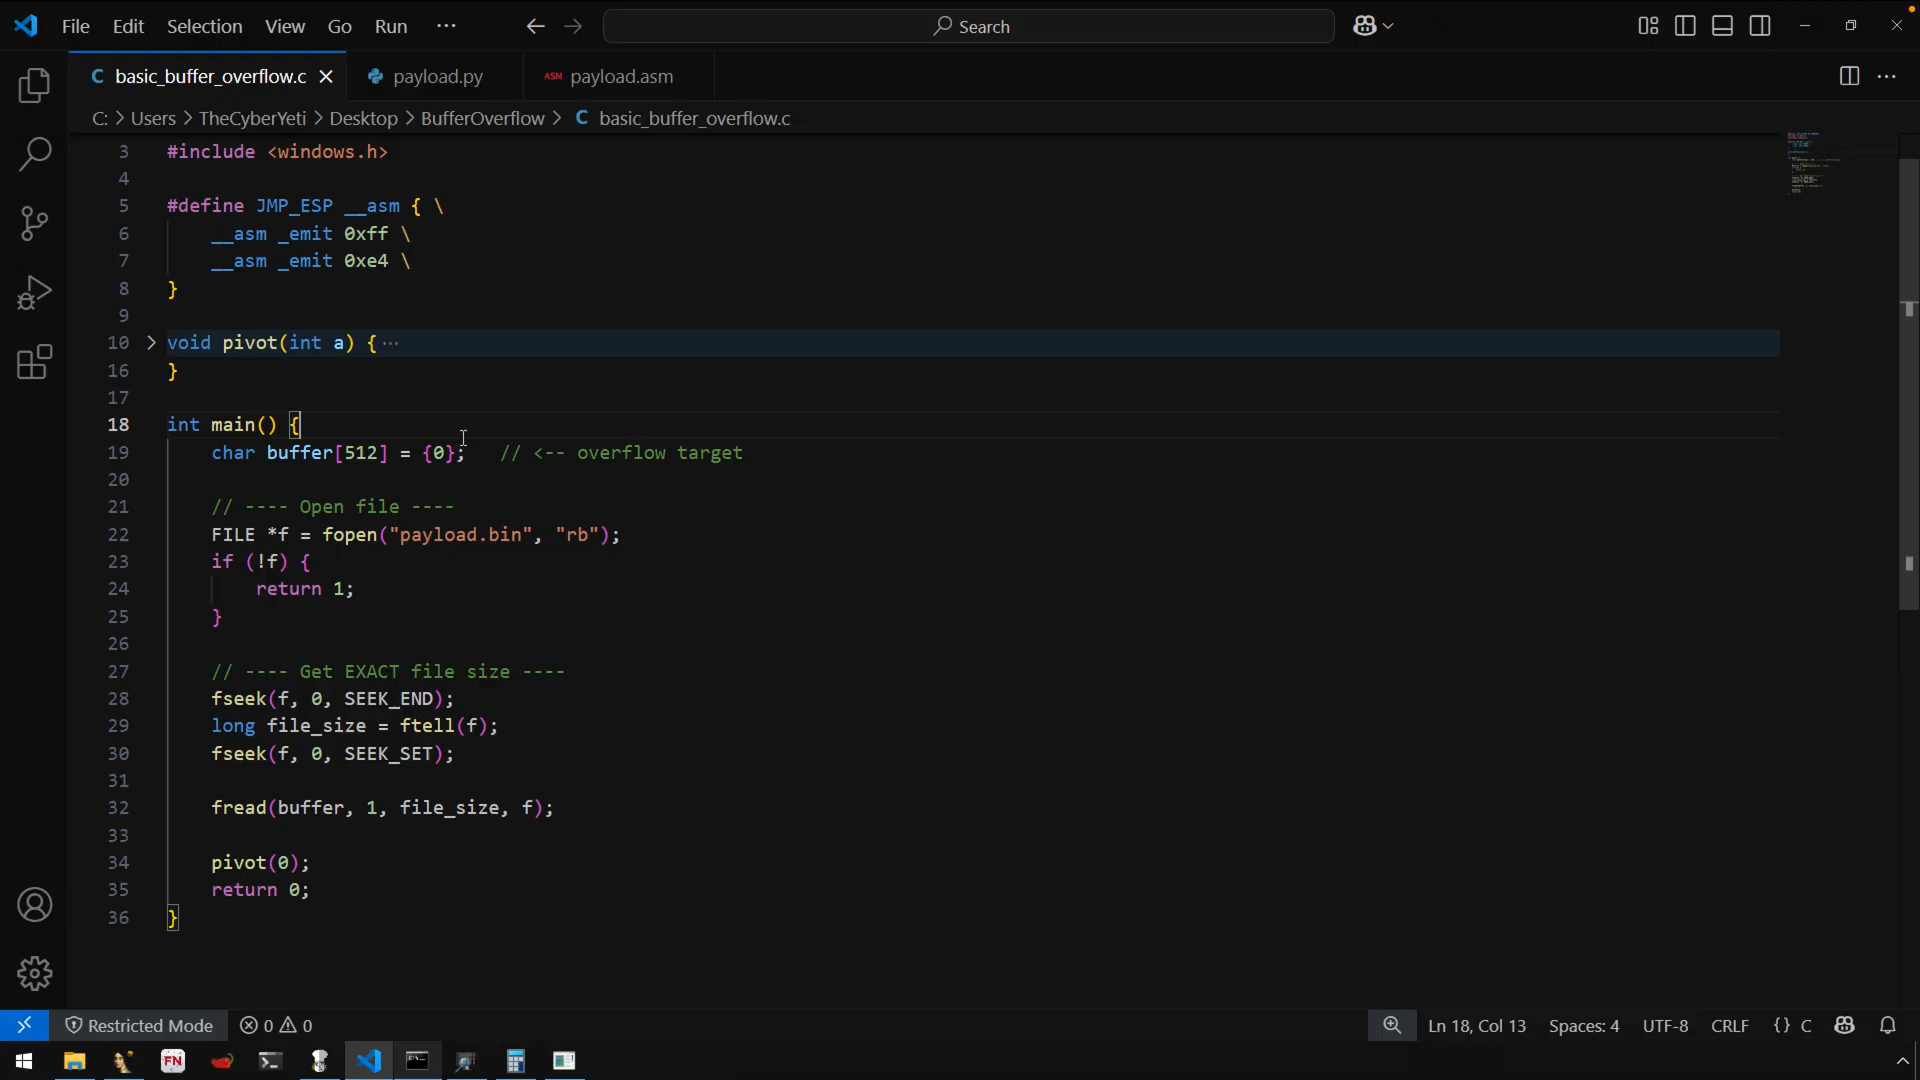 File Edit Selection View Go Run ··· Search
C basic_buffer_overflow.c payload.py ASM payload.asm
C: > Users > TheCyberYeti > Desktop > BufferOverflow > C basic_buffer_overflow.c
3 #include <windows.h>
4
5 #define JMP_ESP __asm { \
6     __asm _emit 0xff \
7     __asm _emit 0xe4 \
8 }
9
10 void pivot(int a) { ···
16 }
17
18 int main() {
19     char buffer[512] = {0};   // <-- overflow target
20
21     // ---- Open file ----
22     FILE *f = fopen("payload.bin", "rb");
23     if (!f) {
24         return 1;
25     }
26
27     // ---- Get EXACT file size ----
28     fseek(f, 0, SEEK_END);
29     long file_size = ftell(f);
30     fseek(f, 0, SEEK_SET);
31
32     fread(buffer, 1, file_size, f);
33
34     pivot(0);
35     return 0;
36 }
Restricted Mode 0 0 Ln 18, Col 13 Spaces: 4 UTF-8 CRLF {} C
FN